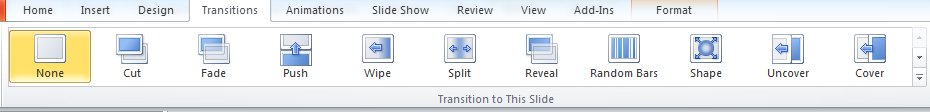 Home Insert Design Transitions Animations Slide Show Review View Add-Ins Format
None Cut Fade Push Wipe Split Reveal Random Bars Shape Uncover Cover
Transition to This Slide